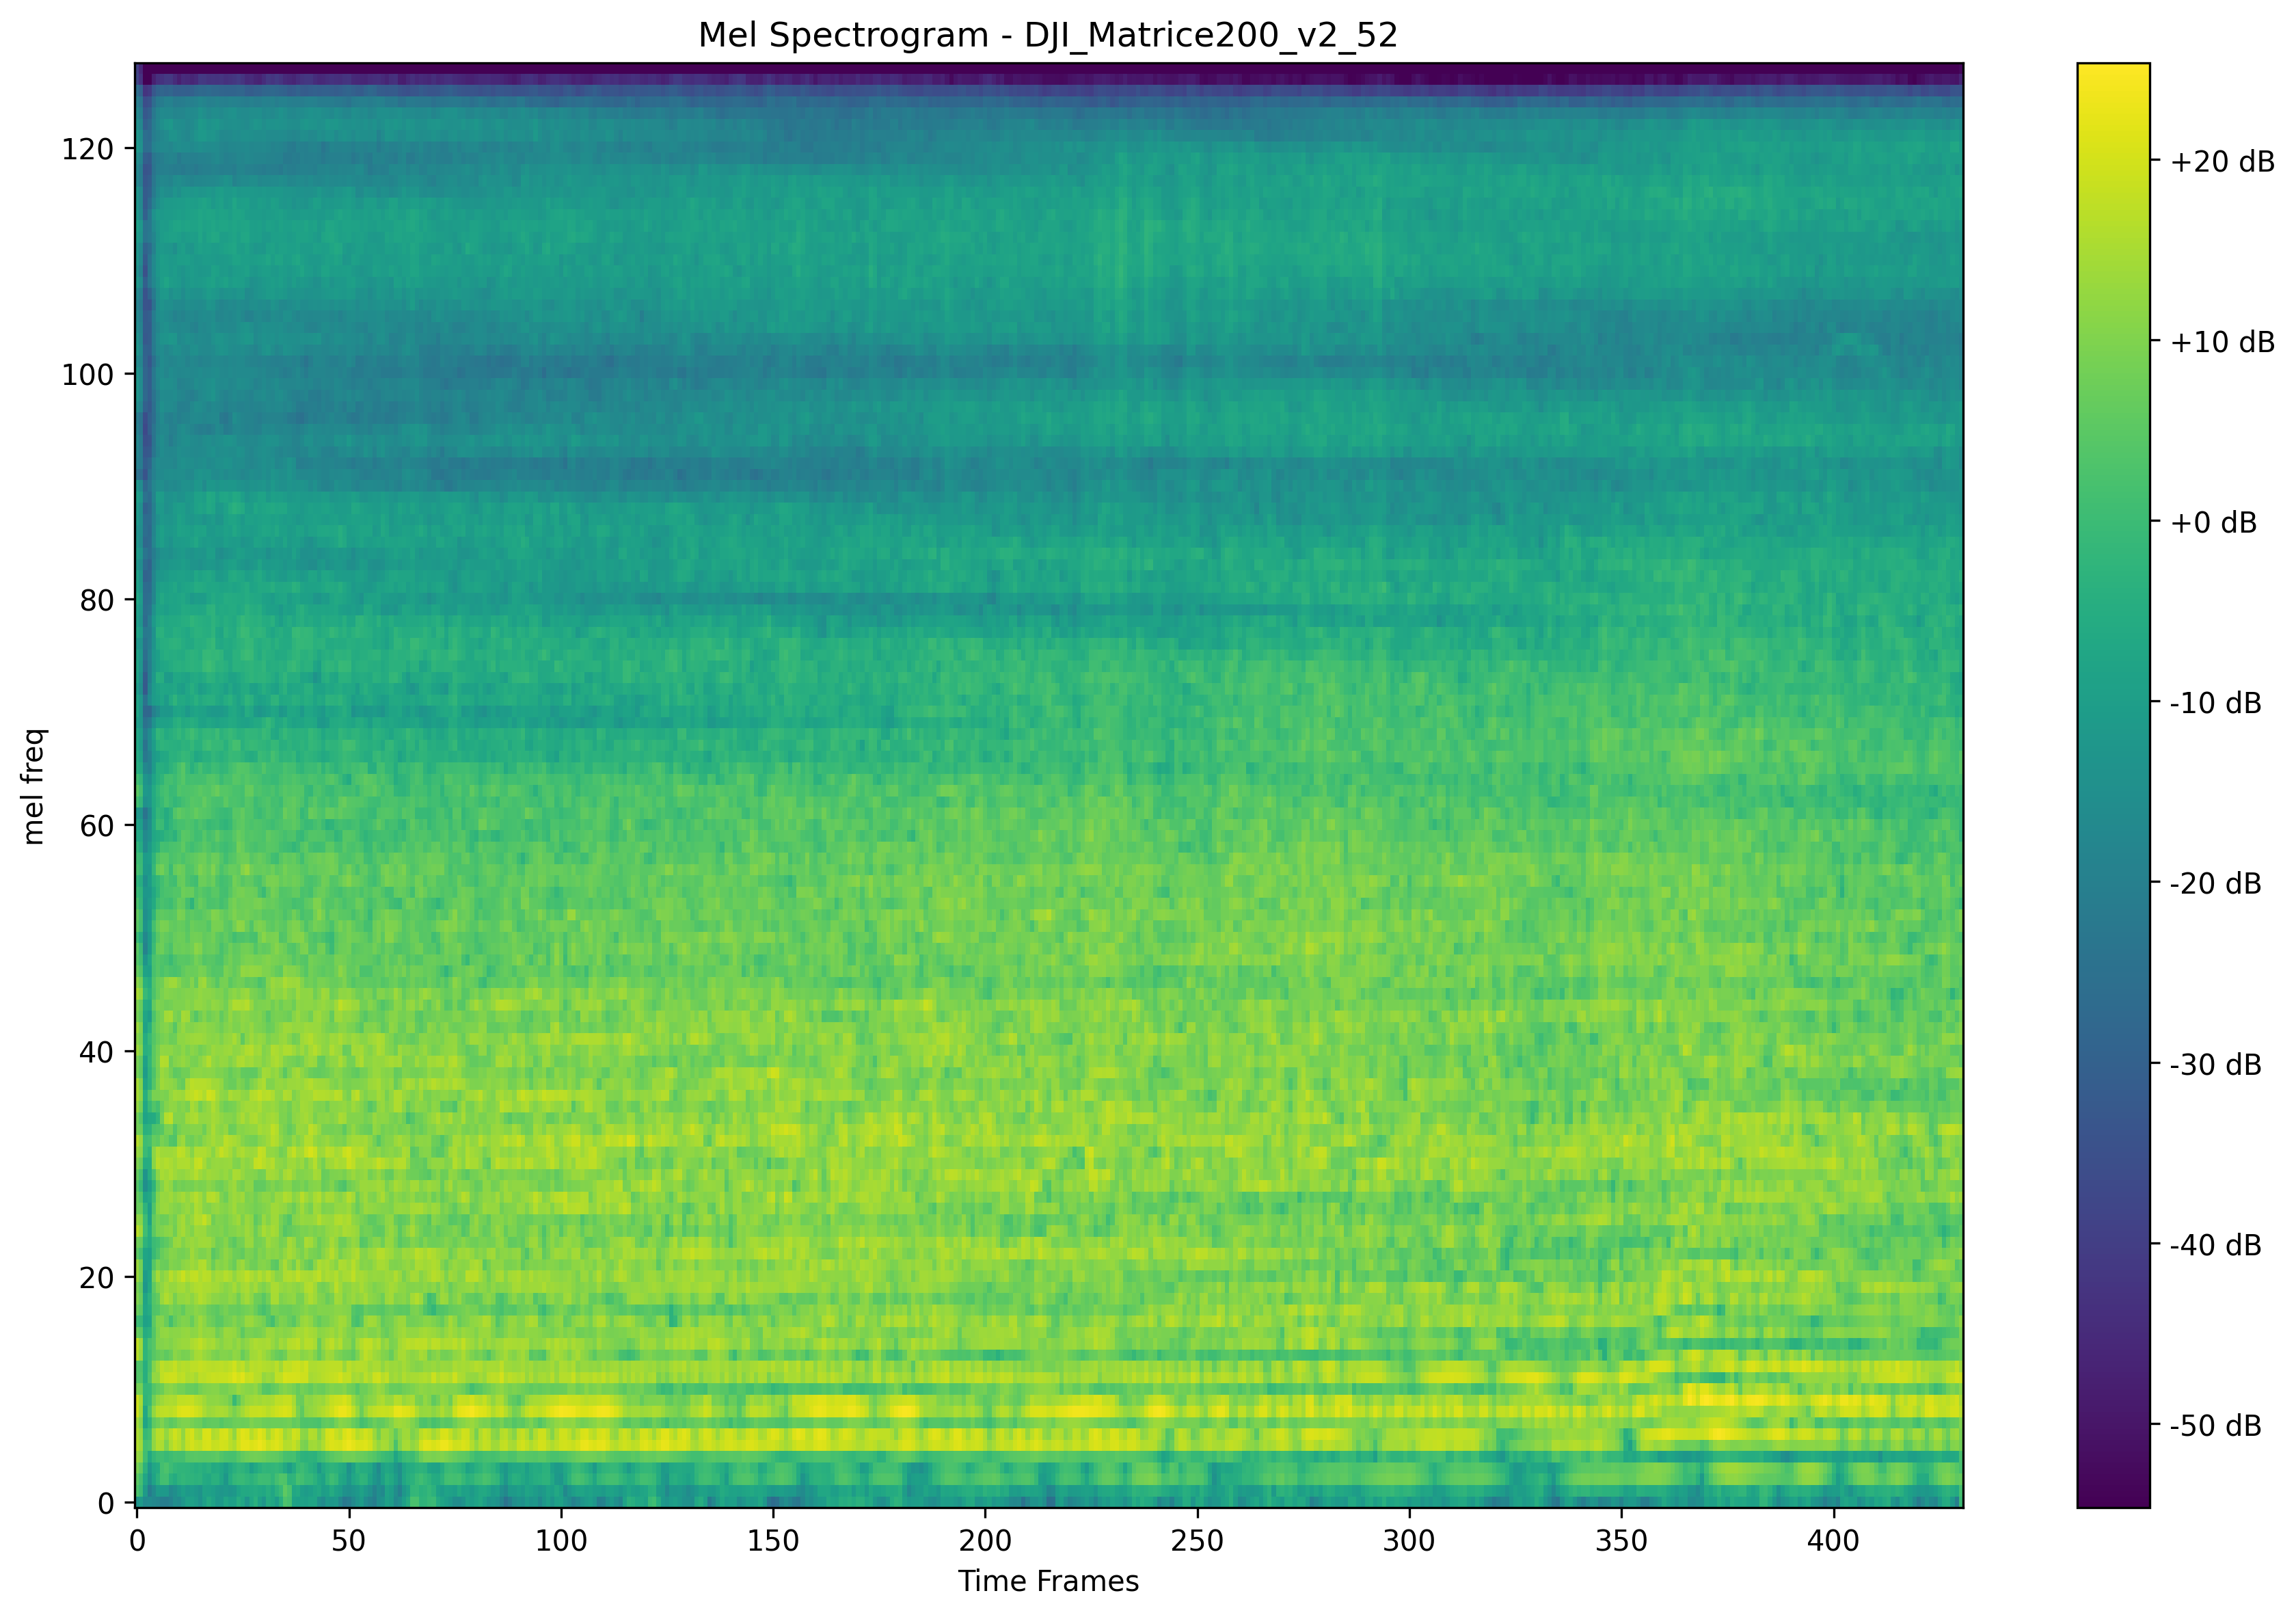 Mel Spectrogram - DJI_Matrice200_v2_52
mel freq
120
100
80
60
40
20
0
0 50 100 150 200 250 300 350 400
Time Frames
+20 dB
+10 dB
+0 dB
-10 dB
-20 dB
-30 dB
-40 dB
-50 dB